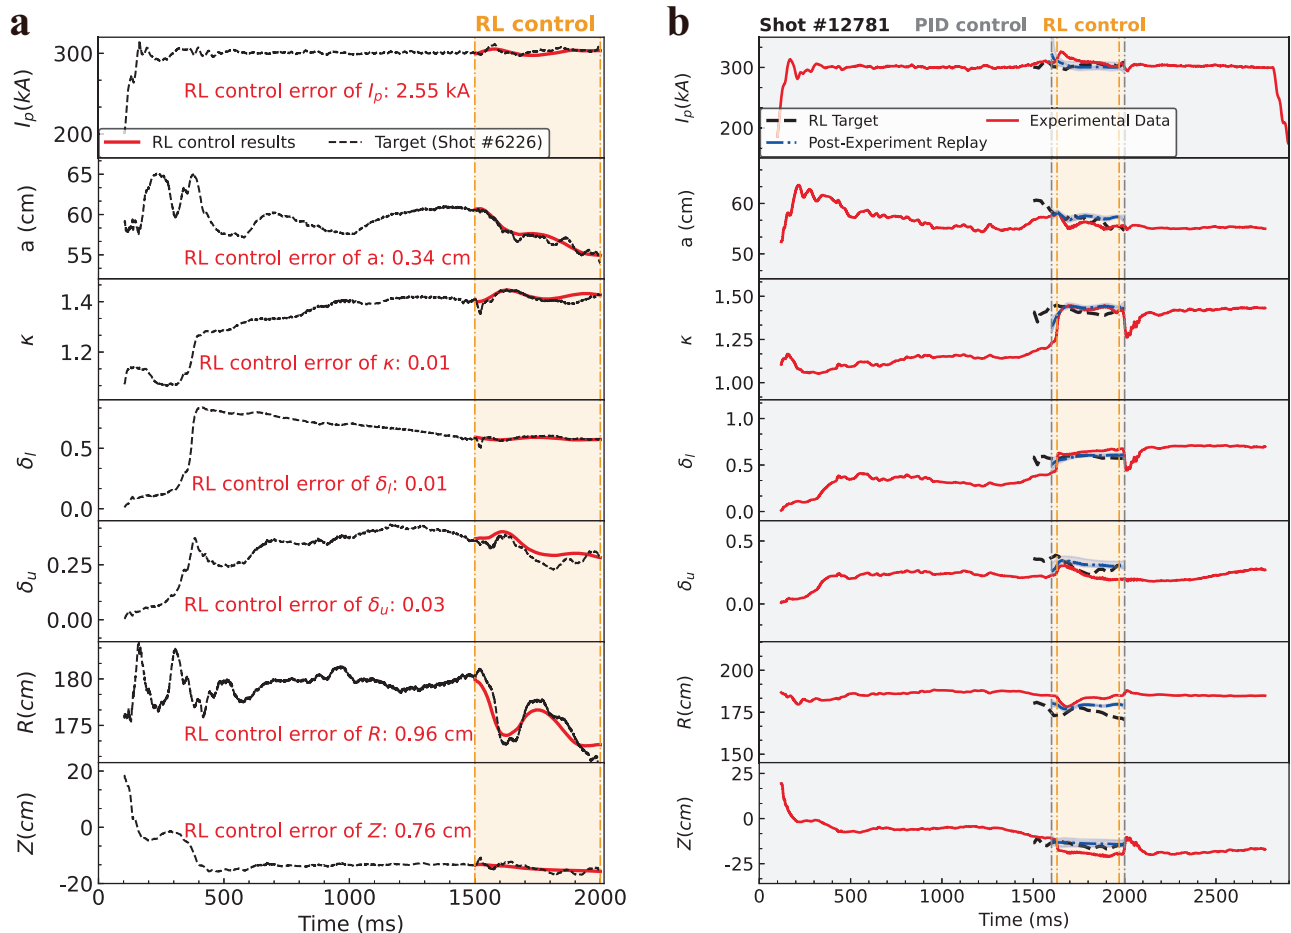 a
RL control
300
200
I_p(kA)
RL control error of I_p: 2.55 kA
RL control results
Target (Shot #6226)
65
60
55
a (cm)
RL control error of a: 0.34 cm
1.4
1.2
κ
RL control error of κ: 0.01
0.5
0.0
δ_l
RL control error of δ_l: 0.01
0.25
0.00
δ_u
RL control error of δ_u: 0.03
180
175
R(cm)
RL control error of R: 0.96 cm
20
0
-20
Z(cm)
RL control error of Z: 0.76 cm
0 500 1000 1500 2000
Time (ms)
b
Shot #12781 PID control RL control
300
200
I_p(kA)
RL Target
Experimental Data
Post-Experiment Replay
60
50
a (cm)
1.50
1.25
1.00
κ
1.0
0.5
0.0
δ_l
0.5
0.0
δ_u
200
175
150
R(cm)
25
0
-25
Z(cm)
0 500 1000 1500 2000 2500
Time (ms)